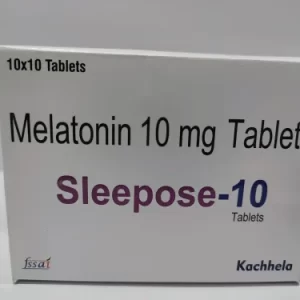 10x10 Tablets
Melatonin 10 mg Tablet
Sleepose-10
Tablets
fssai
Kachhela